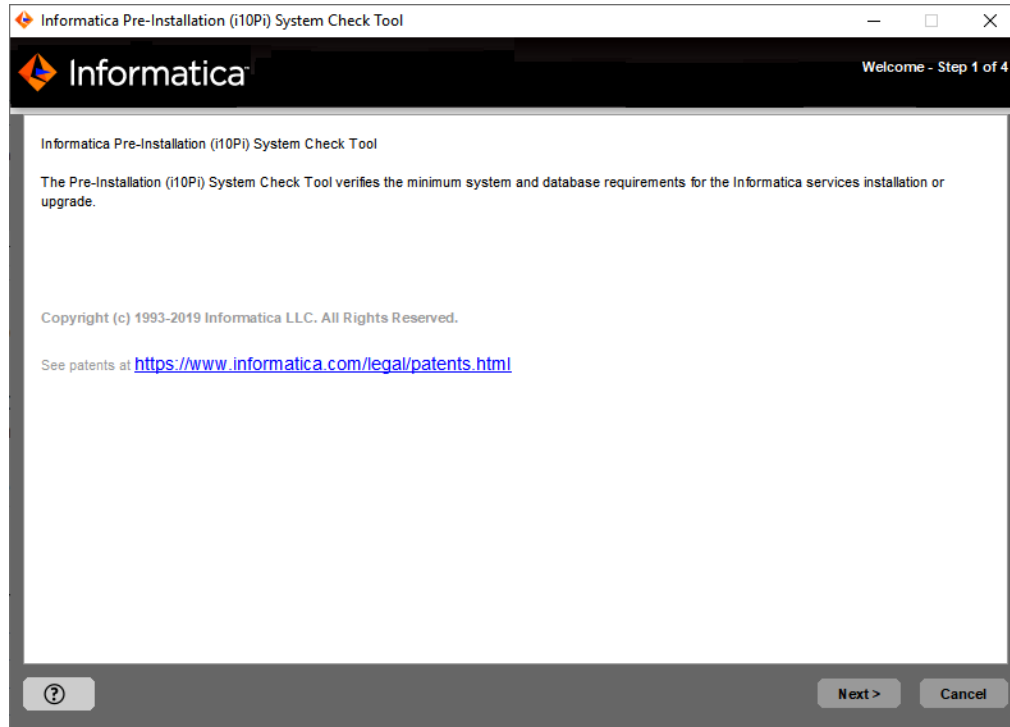 Informatica Pre-Installation (i10Pi) System Check Tool
Informatica
Welcome - Step 1 of 4
Informatica Pre-Installation (i10Pi) System Check Tool
The Pre-Installation (i10Pi) System Check Tool verifies the minimum system and database requirements for the Informatica services installation or
upgrade.
Copyright (c) 1993-2019 Informatica LLC. All Rights Reserved.
See patents at https://www.informatica.com/legal/patents.html
?
Next >
Cancel